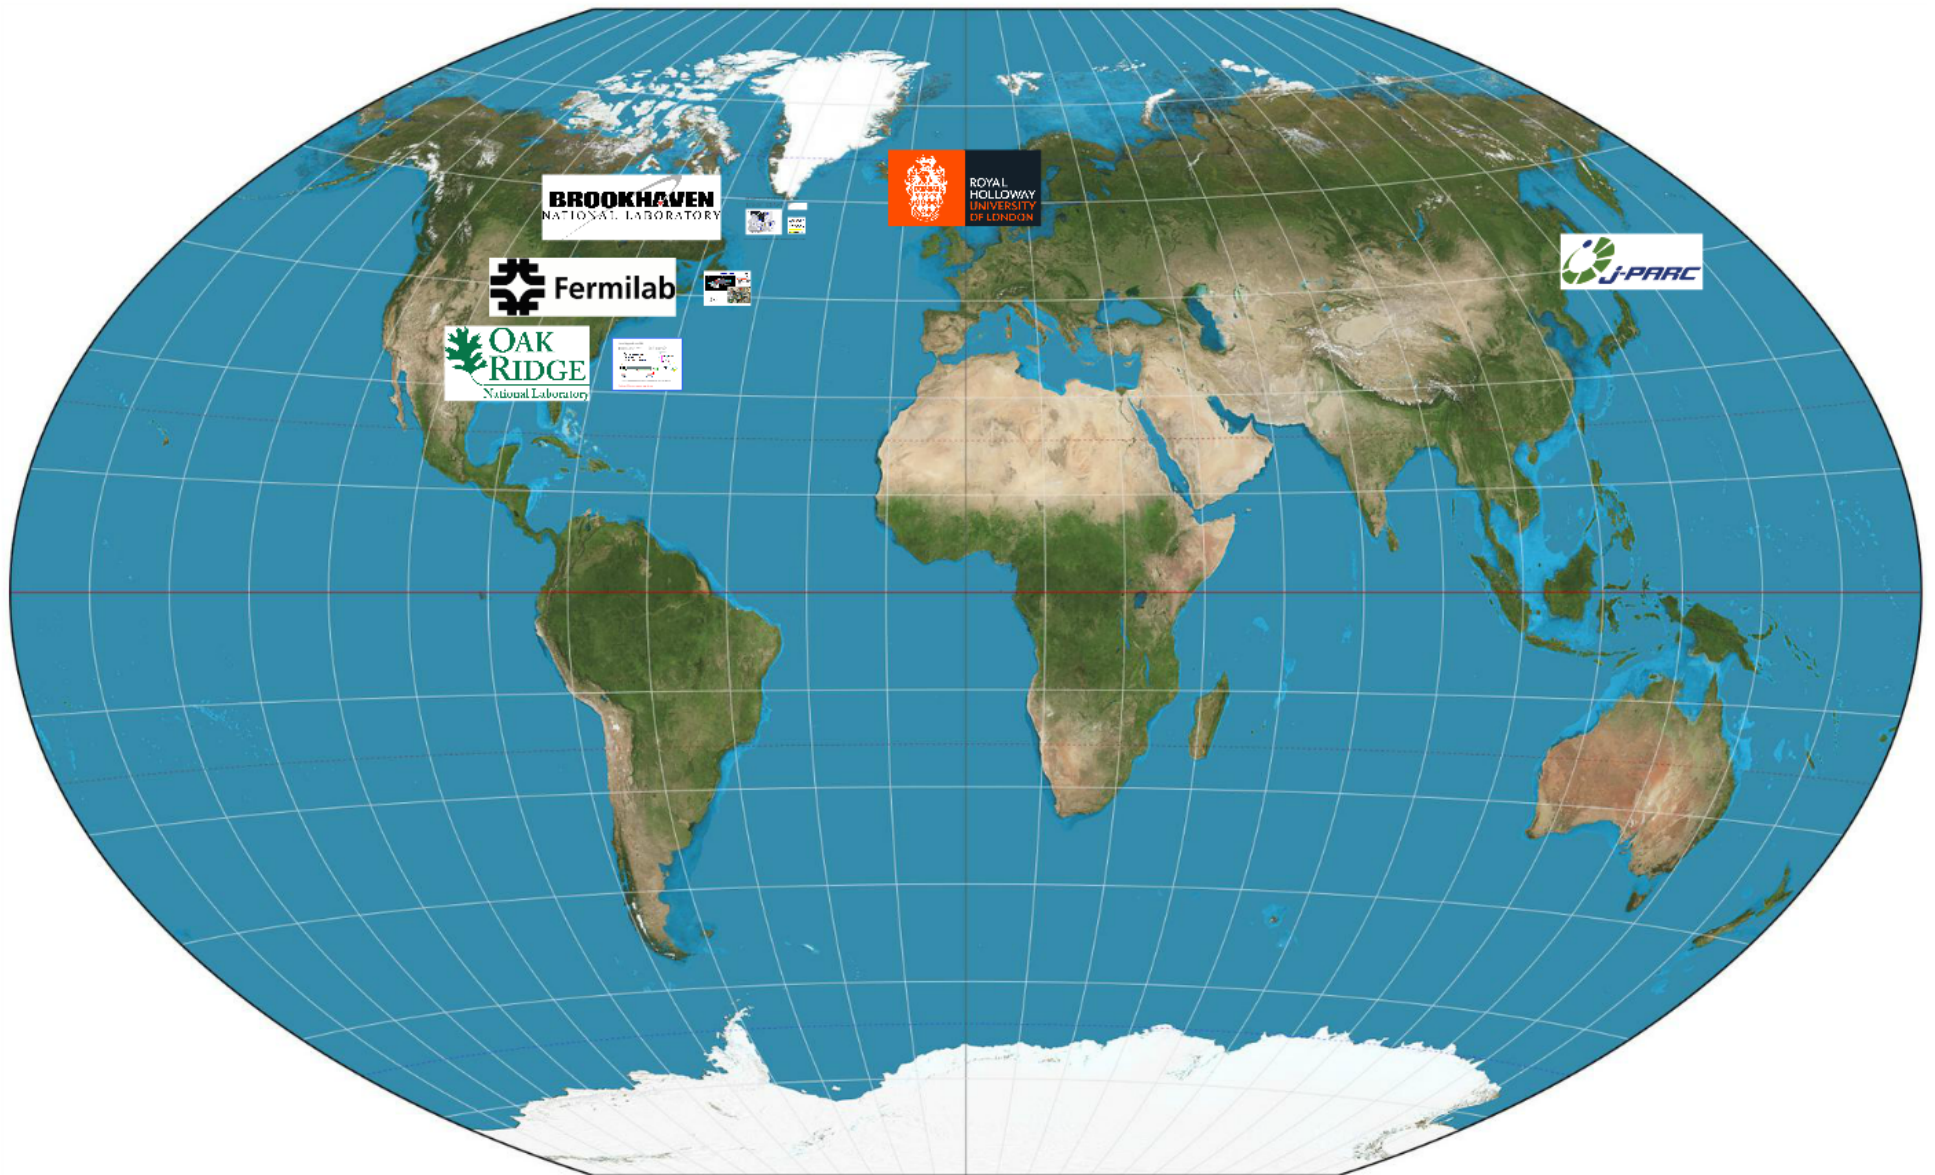 BROOKHAVEN
NATIONAL LABORATORY
ROYAL
HOLLOWAY
UNIVERSITY
OF LONDON
j-PARC
Fermilab
OAK
RIDGE
National Laboratory